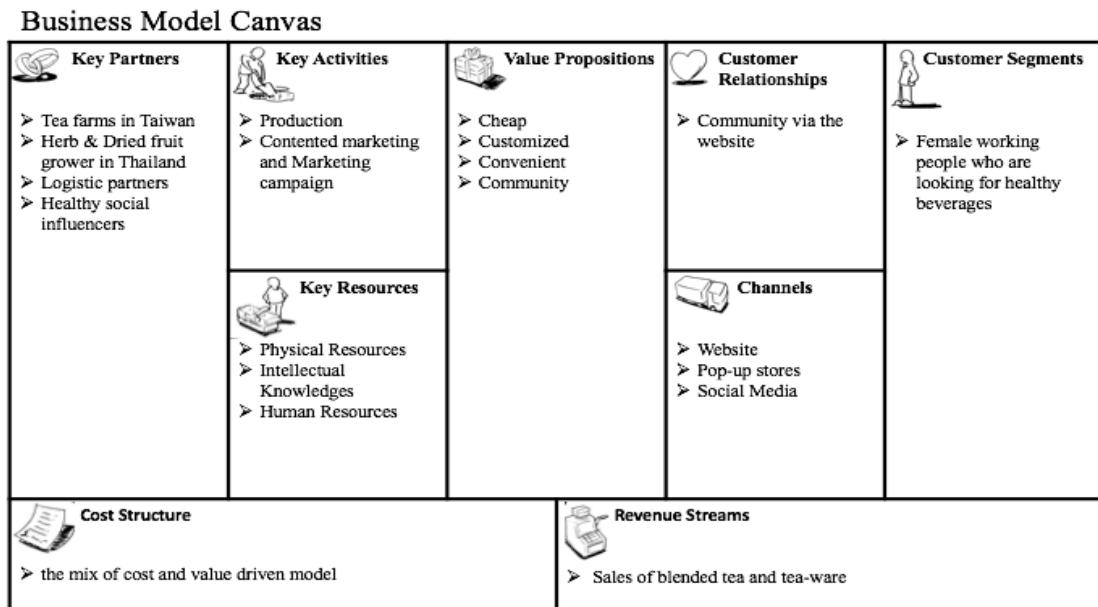 Business Model Canvas
Key Partners
➢ Tea farms in Taiwan
➢ Herb & Dried fruit
grower in Thailand
➢ Logistic partners
➢ Healthy social
influencers
Key Activities
➢ Production
➢ Contented marketing
and Marketing
campaign
Key Resources
➢ Physical Resources
➢ Intellectual
Knowledges
➢ Human Resources
Value Propositions
➢ Cheap
➢ Customized
➢ Convenient
➢ Community
Customer
Relationships
➢ Community via the
website
Channels
➢ Website
➢ Pop-up stores
➢ Social Media
Customer Segments
➢ Female working
people who are
looking for healthy
beverages
Cost Structure
➢ the mix of cost and value driven model
Revenue Streams
➢ Sales of blended tea and tea-ware